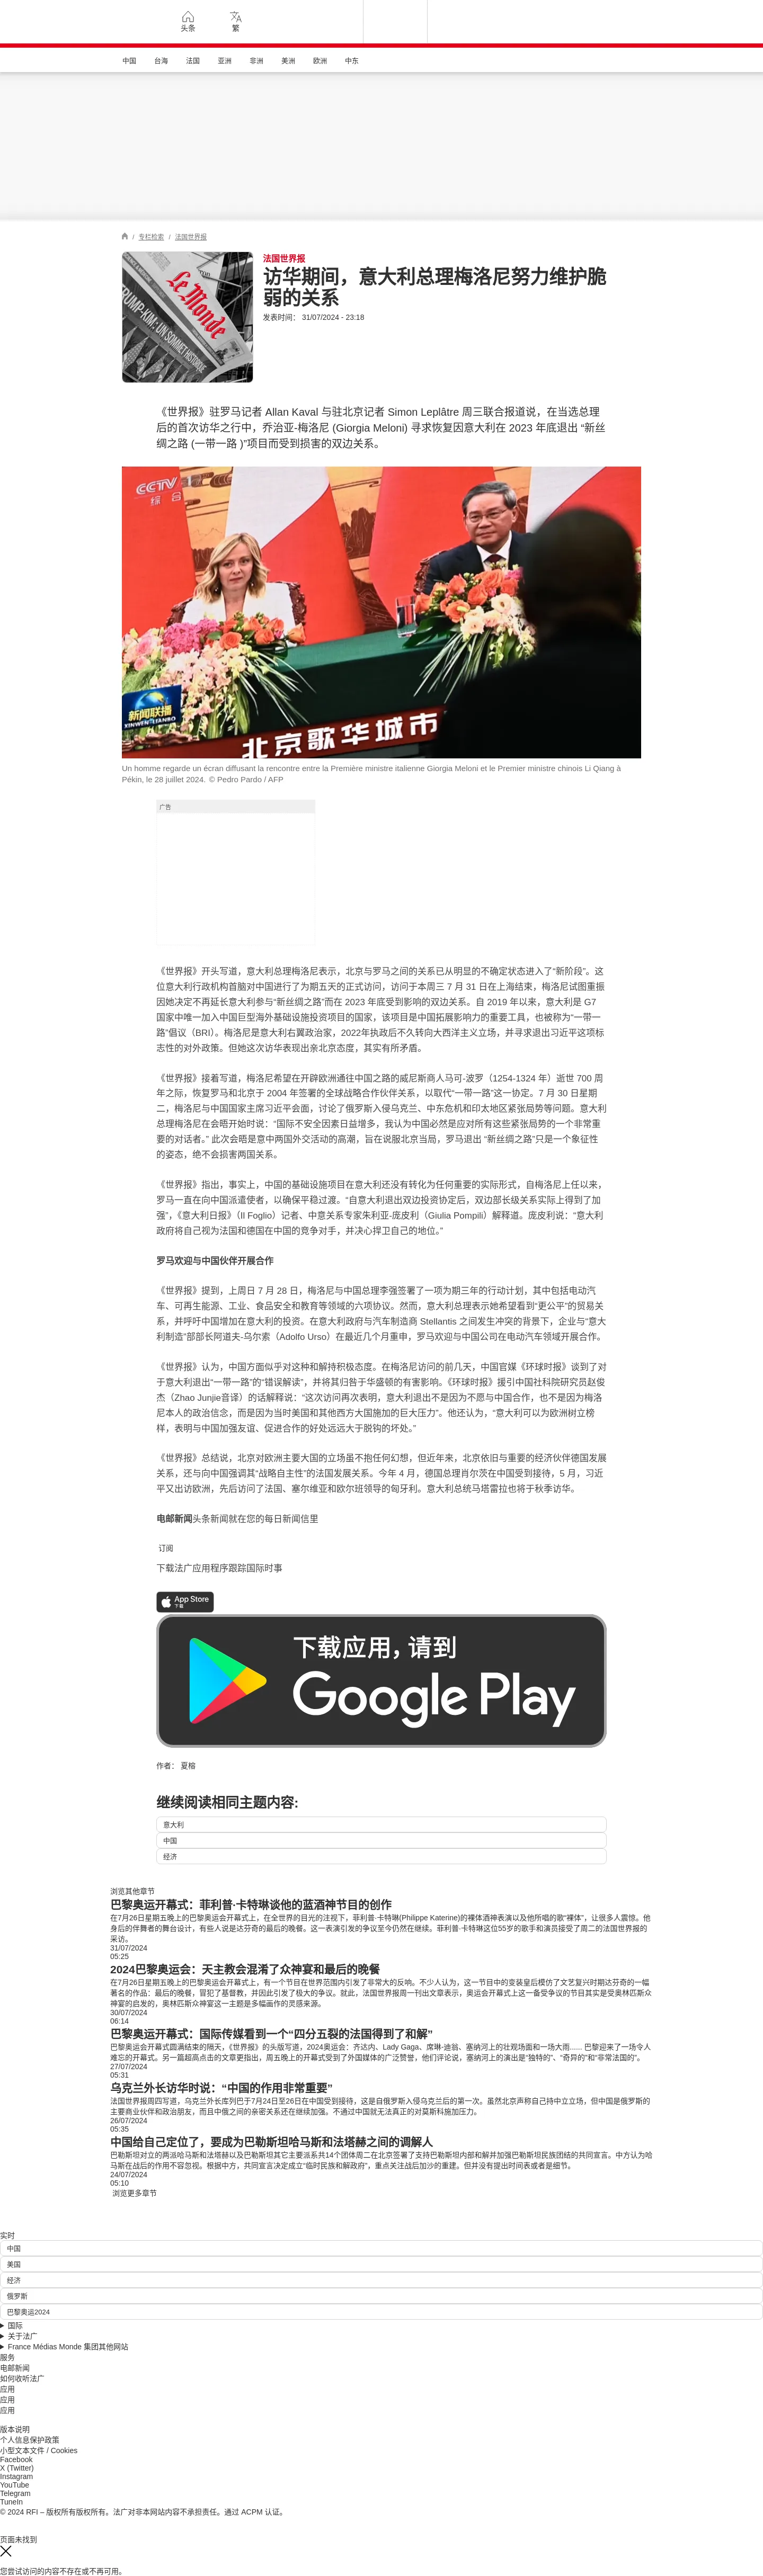 头条
繁
中国 台海 法国 亚洲 非洲 美洲 欧洲 中东
/ 专栏检索 / 法国世界报
法国世界报
访华期间，意大利总理梅洛尼努力维护脆
弱的关系
发表时间： 31/07/2024 - 23:18
Le Monde
TRUMP-KIM: UN SOMMET HISTORIQUE
《世界报》驻罗马记者 Allan Kaval 与驻北京记者 Simon Leplâtre 周三联合报道说，在当选总理
后的首次访华之行中，乔治亚-梅洛尼 (Giorgia Meloni) 寻求恢复因意大利在 2023 年底退出 “新丝
绸之路 (一带一路 )”项目而受到损害的双边关系。
CCTV
综合
新闻联播
XINWEN LIANBO
北京歌华城市
Un homme regarde un écran diffusant la rencontre entre la Première ministre italienne Giorgia Meloni et le Premier ministre chinois Li Qiang à
Pékin, le 28 juillet 2024. © Pedro Pardo / AFP
广告
《世界报》开头写道，意大利总理梅洛尼表示，北京与罗马之间的关系已从明显的不确定状态进入了“新阶段”。这
位意大利行政机构首脑对中国进行了为期五天的正式访问，访问于本周三 7 月 31 日在上海结束，梅洛尼试图重振
因她决定不再延长意大利参与“新丝绸之路”而在 2023 年底受到影响的双边关系。自 2019 年以来，意大利是 G7
国家中唯一加入中国巨型海外基础设施投资项目的国家，该项目是中国拓展影响力的重要工具，也被称为“一带一
路”倡议（BRI）。梅洛尼是意大利右翼政治家，2022年执政后不久转向大西洋主义立场，并寻求退出习近平这项标
志性的对外政策。但她这次访华表现出亲北京态度，其实有所矛盾。
《世界报》接着写道，梅洛尼希望在开辟欧洲通往中国之路的威尼斯商人马可-波罗（1254-1324 年）逝世 700 周
年之际，恢复罗马和北京于 2004 年签署的全球战略合作伙伴关系，以取代“一带一路”这一协定。7 月 30 日星期
二，梅洛尼与中国国家主席习近平会面，讨论了俄罗斯入侵乌克兰、中东危机和印太地区紧张局势等问题。意大利
总理梅洛尼在会晤开始时说：“国际不安全因素日益增多，我认为中国必然是应对所有这些紧张局势的一个非常重
要的对话者。” 此次会晤是意中两国外交活动的高潮，旨在说服北京当局，罗马退出 “新丝绸之路”只是一个象征性
的姿态，绝不会损害两国关系。
《世界报》指出，事实上，中国的基础设施项目在意大利还没有转化为任何重要的实际形式，自梅洛尼上任以来，
罗马一直在向中国派遣使者，以确保平稳过渡。“自意大利退出双边投资协定后，双边部长级关系实际上得到了加
强”，《意大利日报》（Il Foglio）记者、中意关系专家朱利亚-庞皮利（Giulia Pompili）解释道。庞皮利说：“意大利
政府将自己视为法国和德国在中国的竞争对手，并决心捍卫自己的地位。”
罗马欢迎与中国伙伴开展合作
《世界报》提到，上周日 7 月 28 日，梅洛尼与中国总理李强签署了一项为期三年的行动计划，其中包括电动汽
车、可再生能源、工业、食品安全和教育等领域的六项协议。然而，意大利总理表示她希望看到“更公平”的贸易关
系，并呼吁中国增加在意大利的投资。在意大利政府与汽车制造商 Stellantis 之间发生冲突的背景下，企业与“意大
利制造”部部长阿道夫-乌尔索（Adolfo Urso）在最近几个月重申，罗马欢迎与中国公司在电动汽车领域开展合作。
《世界报》认为，中国方面似乎对这种和解持积极态度。在梅洛尼访问的前几天，中国官媒《环球时报》谈到了对
于意大利退出“一带一路”的“错误解读”，并将其归咎于华盛顿的有害影响。《环球时报》援引中国社科院研究员赵俊
杰（Zhao Junjie音译）的话解释说：“这次访问再次表明，意大利退出不是因为不愿与中国合作，也不是因为梅洛
尼本人的政治信念，而是因为当时美国和其他西方大国施加的巨大压力”。他还认为，“意大利可以为欧洲树立榜
样，表明与中国加强友谊、促进合作的好处远远大于脱钩的坏处。”
《世界报》总结说，北京对欧洲主要大国的立场虽不抱任何幻想，但近年来，北京依旧与重要的经济伙伴德国发展
关系，还与向中国强调其“战略自主性”的法国发展关系。今年 4 月，德国总理肖尔茨在中国受到接待，5 月，习近
平又出访欧洲，先后访问了法国、塞尔维亚和欧尔班领导的匈牙利。意大利总统马塔雷拉也将于秋季访华。
电邮新闻头条新闻就在您的每日新闻信里
订阅
下载法广应用程序跟踪国际时事
App Store
下载
下载应用，请到
Google Play
作者： 夏榕
继续阅读相同主题内容:
意大利
中国
经济
浏览其他章节
巴黎奥运开幕式：菲利普·卡特琳谈他的蓝酒神节目的创作
在7月26日星期五晚上的巴黎奥运会开幕式上，在全世界的目光的注视下，菲利普·卡特琳(Philippe Katerine)的裸体酒神表演以及他所唱的歌“裸体”，让很多人震惊。他
身后的伴舞者的舞台设计，有些人说是达芬奇的最后的晚餐。这一表演引发的争议至今仍然在继续。菲利普·卡特琳这位55岁的歌手和演员接受了周二的法国世界报的
采访。
31/07/2024
05:25
2024巴黎奥运会：天主教会混淆了众神宴和最后的晚餐
在7月26日星期五晚上的巴黎奥运会开幕式上，有一个节目在世界范围内引发了非常大的反响。不少人认为，这一节目中的变装皇后模仿了文艺复兴时期达芬奇的一幅
著名的作品：最后的晚餐，冒犯了基督教，并因此引发了极大的争议。就此，法国世界报周一刊出文章表示，奥运会开幕式上这一备受争议的节目其实是受奥林匹斯众
神宴的启发的，奥林匹斯众神宴这一主题是多幅画作的灵感来源。
30/07/2024
06:14
巴黎奥运开幕式：国际传媒看到一个“四分五裂的法国得到了和解”
巴黎奥运会开幕式圆满结束的隔天，《世界报》的头版写道，2024奥运会：齐达内、Lady Gaga、席琳-迪翁、塞纳河上的壮观场面和一场大雨...... 巴黎迎来了一场令人
难忘的开幕式。另一篇超高点击的文章更指出，周五晚上的开幕式受到了外国媒体的广泛赞誉，他们评论说，塞纳河上的演出是“独特的”、“奇异的”和“非常法国的”。
27/07/2024
05:31
乌克兰外长访华时说：“中国的作用非常重要”
法国世界报周四写道，乌克兰外长库列巴于7月24日至26日在中国受到接待，这是自俄罗斯入侵乌克兰后的第一次。虽然北京声称自己持中立立场，但中国是俄罗斯的
主要商业伙伴和政治朋友，而且中俄之间的亲密关系还在继续加强。不通过中国就无法真正的对莫斯科施加压力。
26/07/2024
05:35
中国给自己定位了，要成为巴勒斯坦哈马斯和法塔赫之间的调解人
巴勒斯坦对立的两派哈马斯和法塔赫以及巴勒斯坦其它主要派系共14个团体周二在北京签署了支持巴勒斯坦内部和解并加强巴勒斯坦民族团结的共同宣言。中方认为哈
马斯在战后的作用不容忽视。根据中方，共同宣言决定成立“临时民族和解政府”，重点关注战后加沙的重建。但并没有提出时间表或者是细节。
24/07/2024
05:10
浏览更多章节
实时
中国
美国
经济
俄罗斯
巴黎奥运2024
国际
关于法广
France Médias Monde 集团其他网站
服务
电邮新闻
如何收听法广
应用
应用
应用
版本说明
个人信息保护政策
小型文本文件 / Cookies
Facebook
X (Twitter)
Instagram
YouTube
Telegram
TuneIn
© 2024 RFI – 版权所有版权所有。法广对非本网站内容不承担责任。通过 ACPM 认证。
页面未找到
您尝试访问的内容不存在或不再可用。